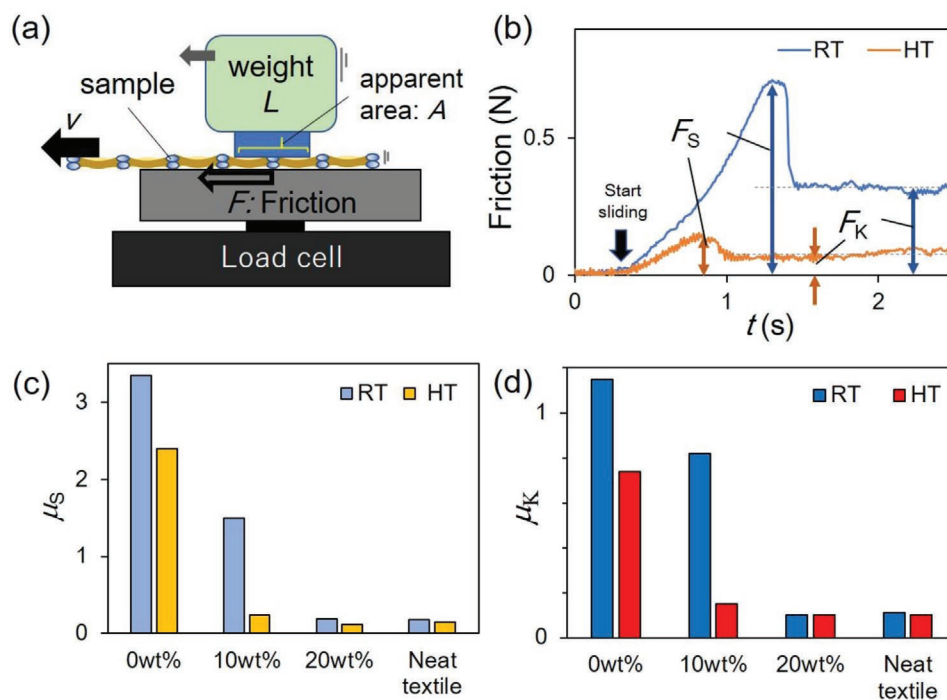 (a)
weight
L
sample
apparent
area: A
v
F: Friction
Load cell
(b)
RT HT
Friction (N)
0.5
0
F_S
F_K
Start
sliding
0 1 2
t (s)
(c)
RT HT
μ_S
3
2
1
0
0wt% 10wt% 20wt% Neat
textile
(d)
RT HT
μ_K
1
0
0wt% 10wt% 20wt% Neat
textile